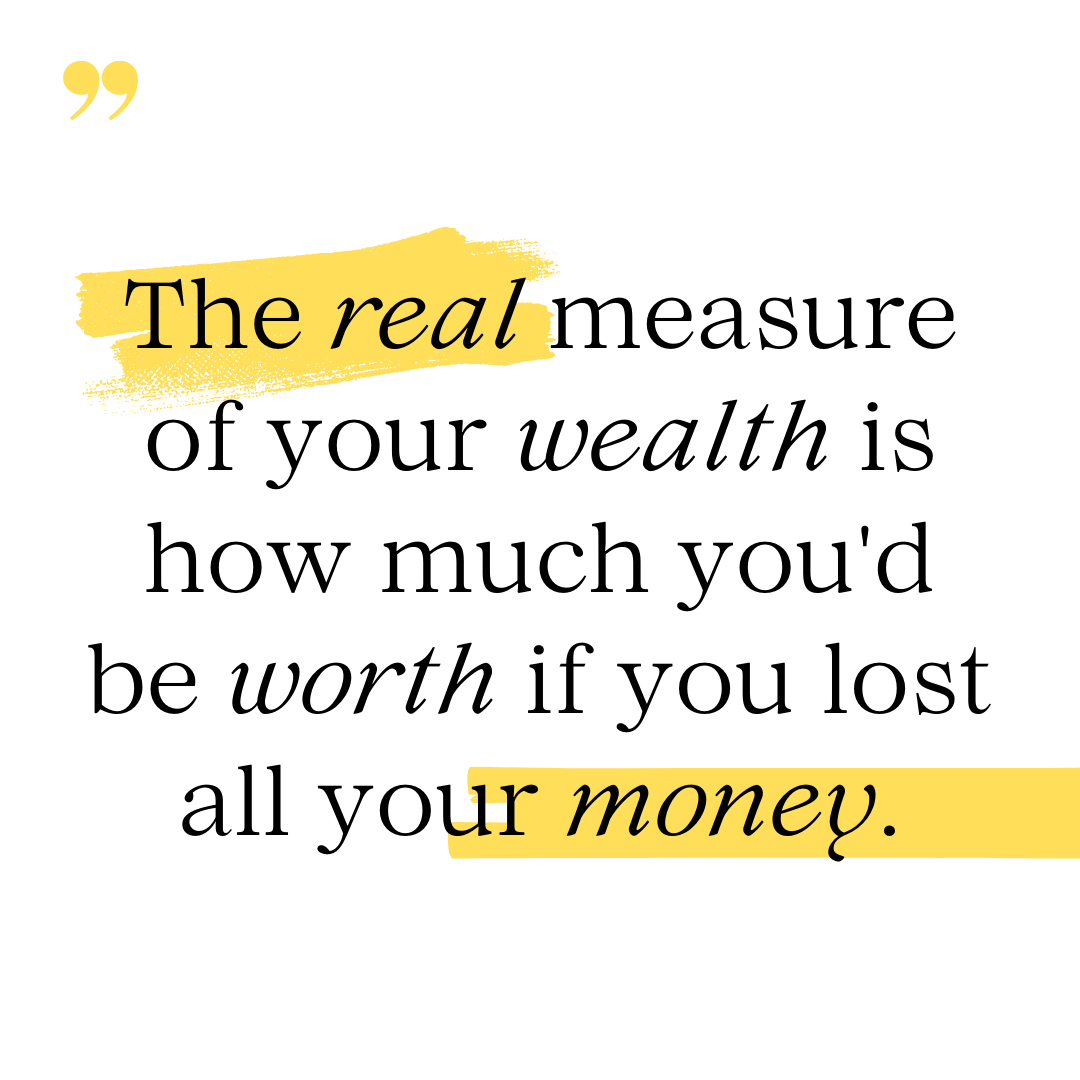 ”
The real measure
of your wealth is
how much you'd
be worth if you lost
all your money.